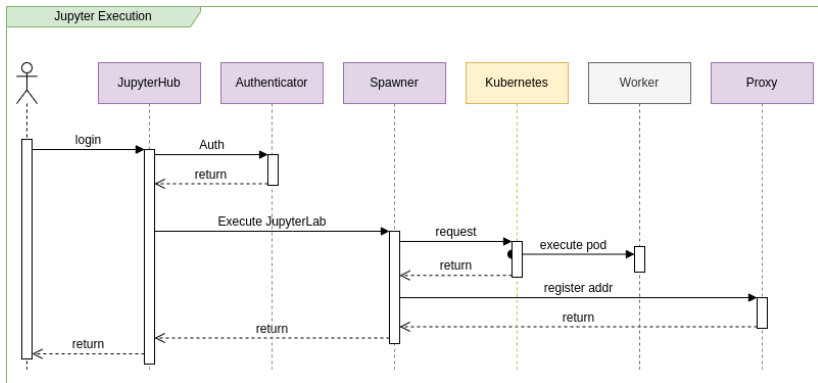 Jupyter Execution
JupyterHub
Authenticator
Spawner
Kubernetes
Worker
Proxy
login
Auth
return
Execute JupyterLab
request
execute pod
return
register addr
return
return
return